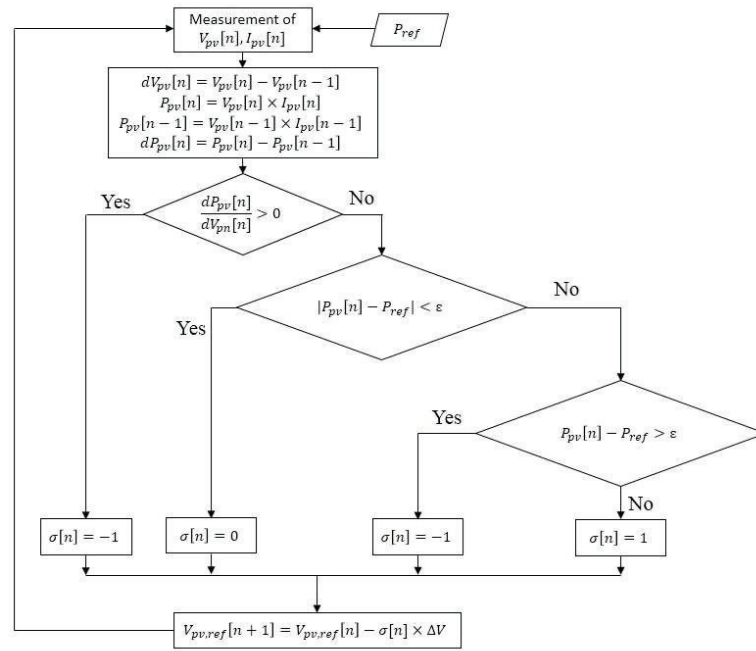 Measurement of
V_pv[n], I_pv[n]
P_ref
dV_pv[n] = V_pv[n] − V_pv[n − 1]
P_pv[n] = V_pv[n] × I_pv[n]
P_pv[n − 1] = V_pv[n − 1] × I_pv[n − 1]
dP_pv[n] = P_pv[n] − P_pv[n − 1]
Yes
dP_pv[n]
dV_pn[n]
> 0
No
|P_pv[n] − P_ref| < ε
Yes
No
P_pv[n] − P_ref > ε
Yes
No
σ[n] = −1
σ[n] = 0
σ[n] = −1
σ[n] = 1
V_pv,ref[n + 1] = V_pv,ref[n] − σ[n] × ΔV